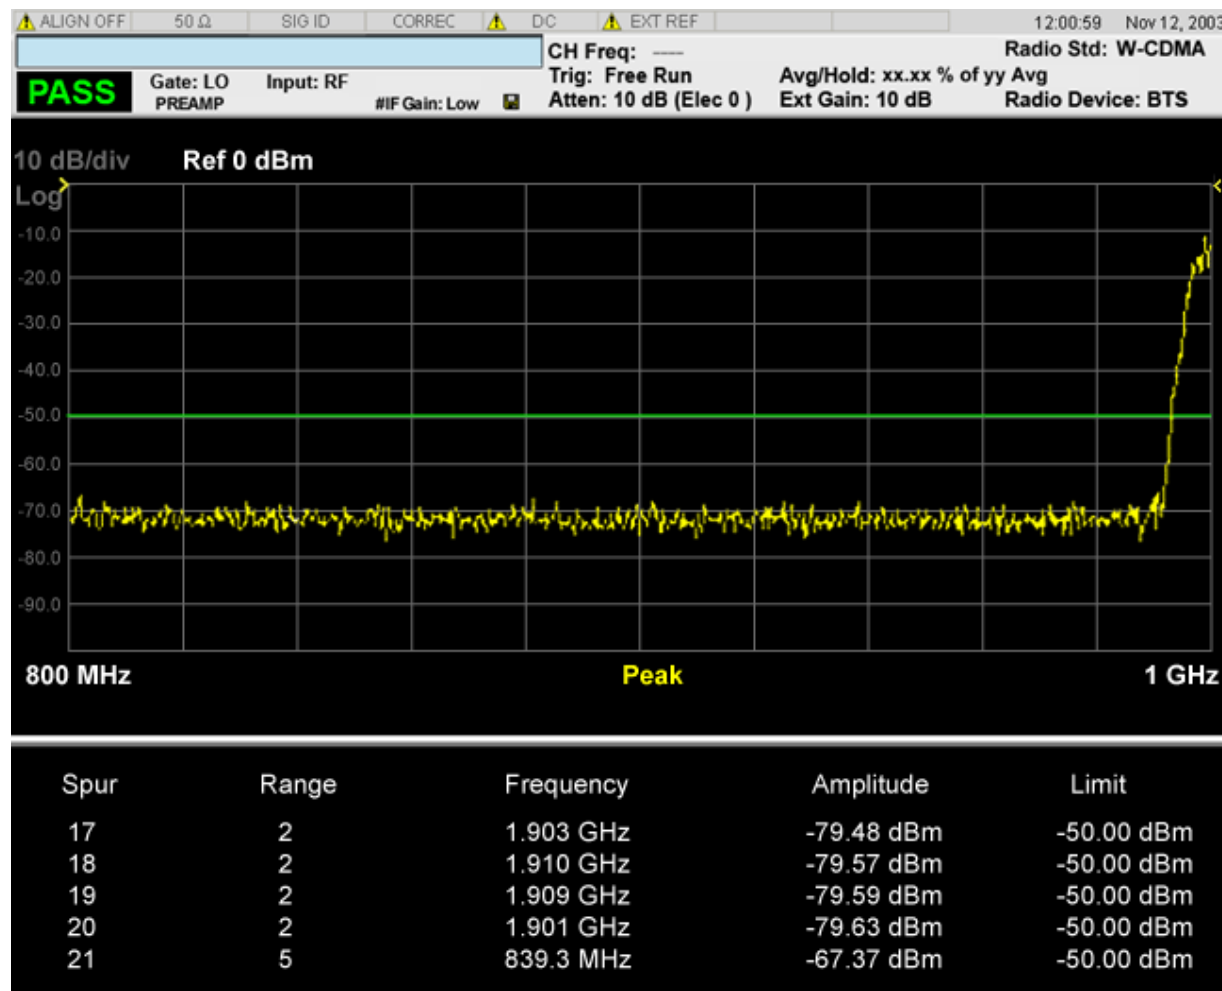 ALIGN OFF 50 Ω SIG ID CORREC DC EXT REF 12:00:59 Nov 12, 2003
CH Freq: ---- Radio Std: W-CDMA
PASS Gate: LO Input: RF Trig: Free Run Avg/Hold: xx.xx % of yy Avg
PREAMP #IF Gain: Low Atten: 10 dB (Elec 0 ) Ext Gain: 10 dB Radio Device: BTS
10 dB/div Ref 0 dBm
Log
-10.0
-20.0
-30.0
-40.0
-50.0
-60.0
-70.0
-80.0
-90.0
800 MHz Peak 1 GHz
Spur Range Frequency Amplitude Limit
17 2 1.903 GHz -79.48 dBm -50.00 dBm
18 2 1.910 GHz -79.57 dBm -50.00 dBm
19 2 1.909 GHz -79.59 dBm -50.00 dBm
20 2 1.901 GHz -79.63 dBm -50.00 dBm
21 5 839.3 MHz -67.37 dBm -50.00 dBm